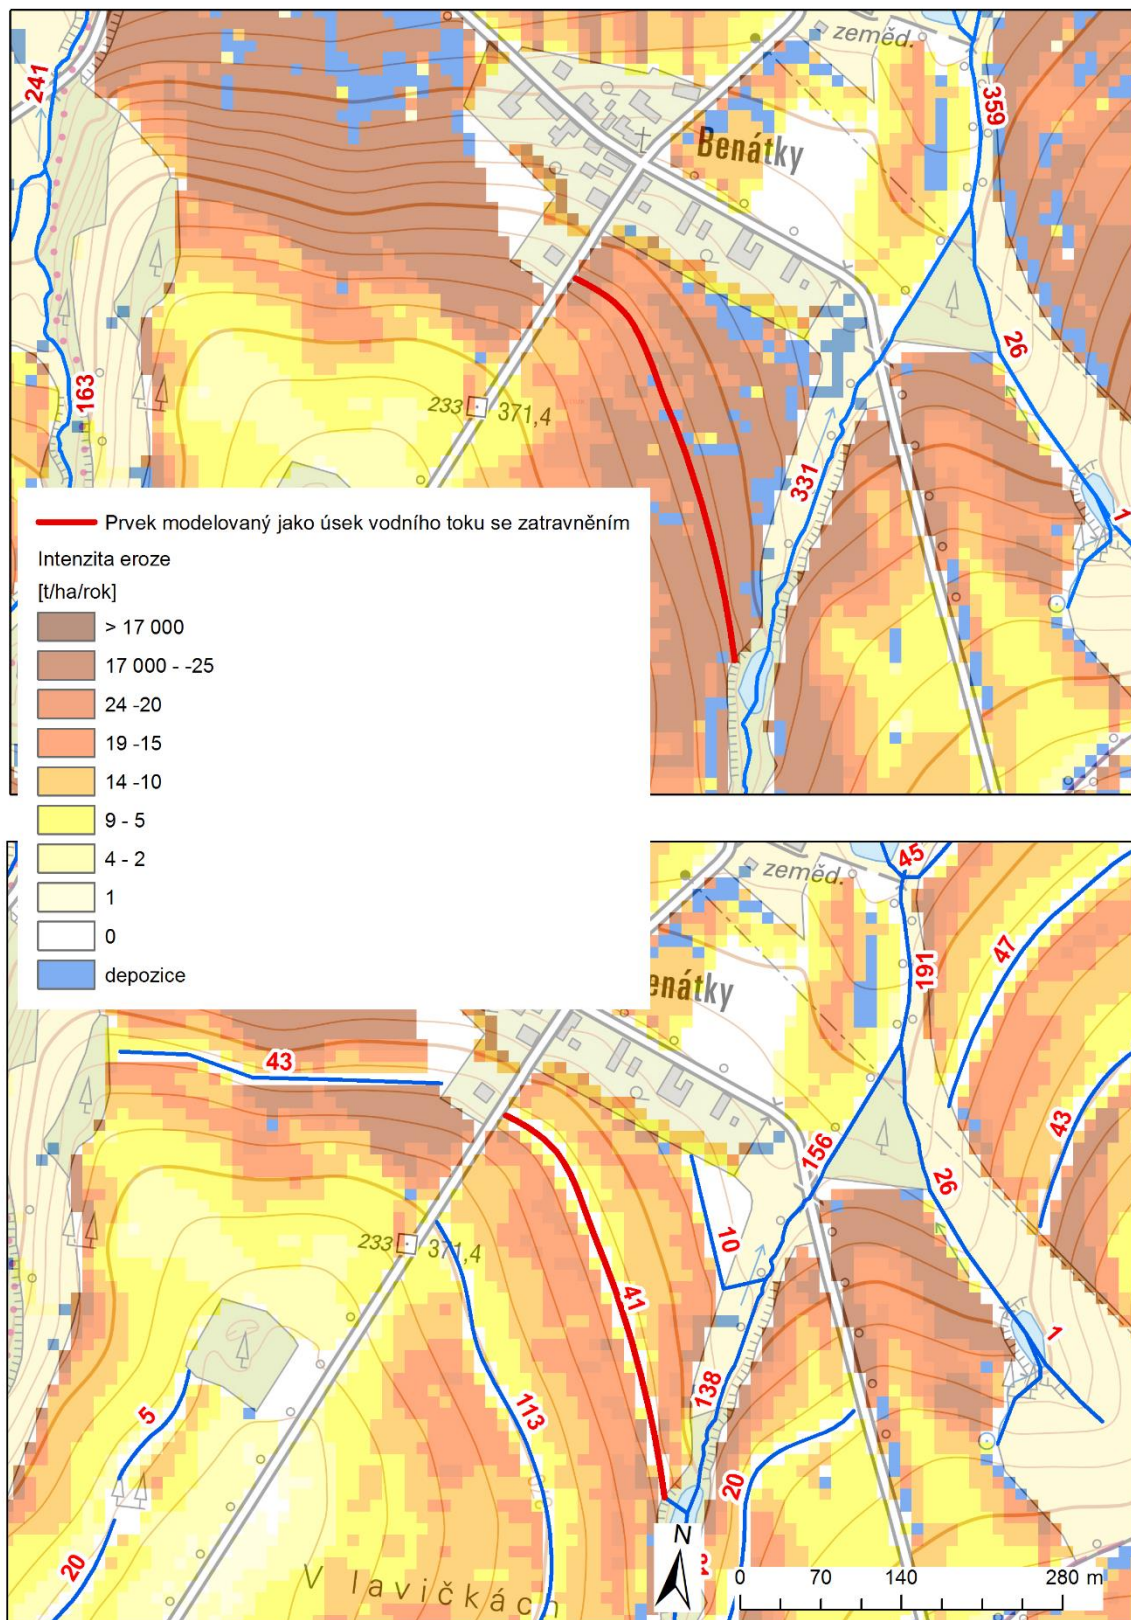 zeměd.
241
359
Benátky
26
163
233
371,4
331
1
Prvek modelovaný jako úsek vodního toku se zatravněním
Intenzita eroze
[t/ha/rok]
> 17 000
17 000 - -25
24 -20
19 -15
14 -10
9 - 5
4 - 2
1
0
depozice
45
zeměd.
47
191
enátky
43
43
156
26
10
233
371,4
41
1
138
5
113
20
20
V lavičkách
N
0 70 140 280 m